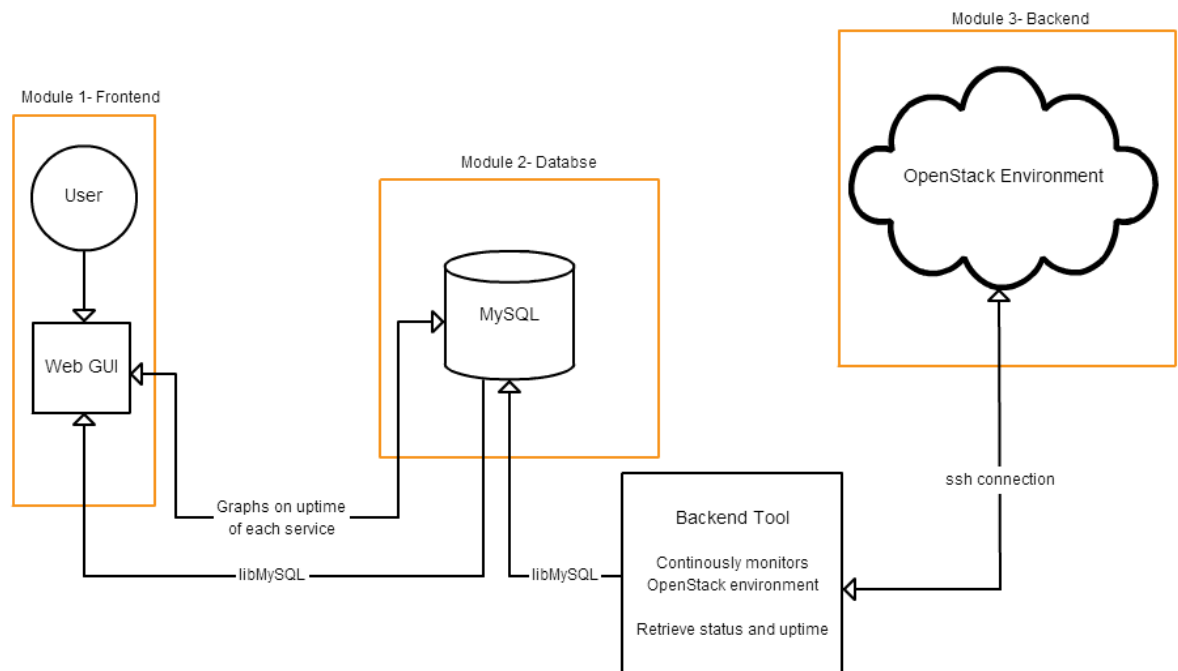 Module 3- Backend
OpenStack Environment
Module 1- Frontend
User
Web GUI
Module 2- Databse
MySQL
Graphs on uptime
of each service
libMySQL
libMySQL
ssh connection
Backend Tool
Continously monitors
OpenStack environment
Retrieve status and uptime